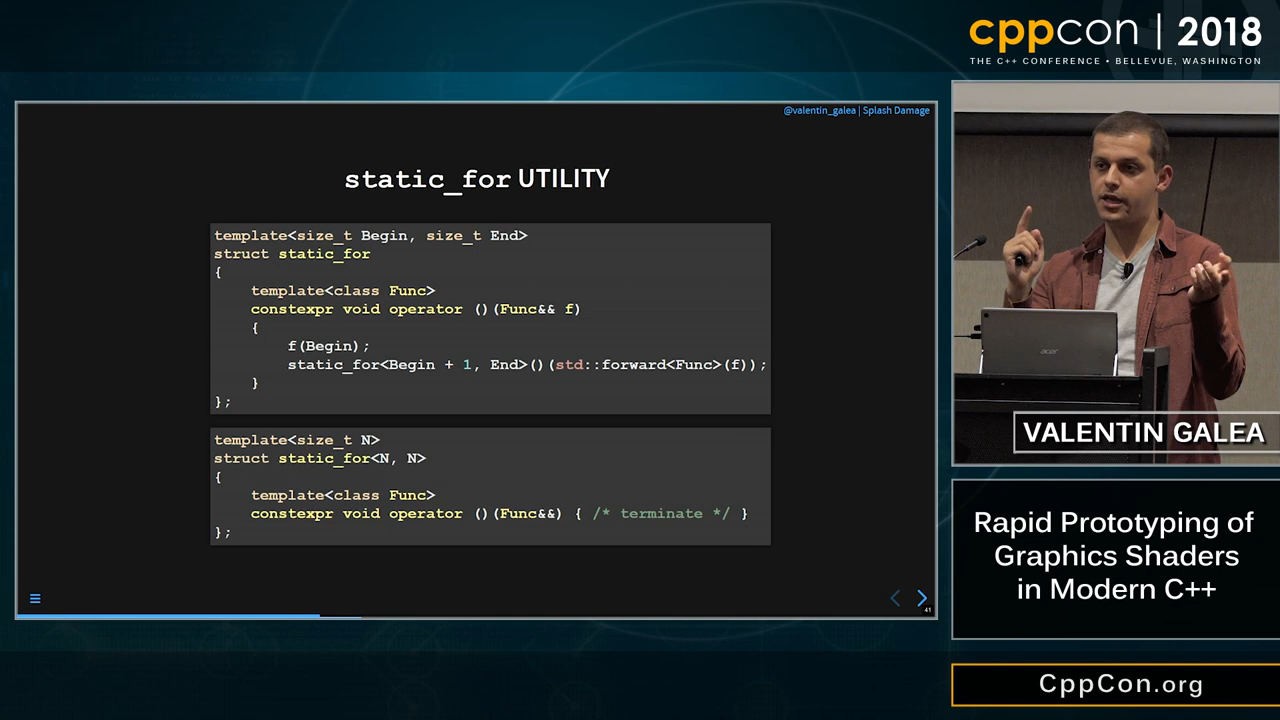 cppcon | 2018
THE C++ CONFERENCE • BELLEVUE, WASHINGTON
@valentin_galea | Splash Damage
static_for UTILITY
template<size_t Begin, size_t End>
struct static_for
{
    template<class Func>
    constexpr void operator ()(Func&& f)
    {
        f(Begin);
        static_for<Begin + 1, End>()(std::forward<Func>(f));
    }
};
template<size_t N>
struct static_for<N, N>
{
    template<class Func>
    constexpr void operator ()(Func&&) { /* terminate */ }
};
41
acer
VALENTIN GALEA
Rapid Prototyping of
Graphics Shaders
in Modern C++
CppCon.org